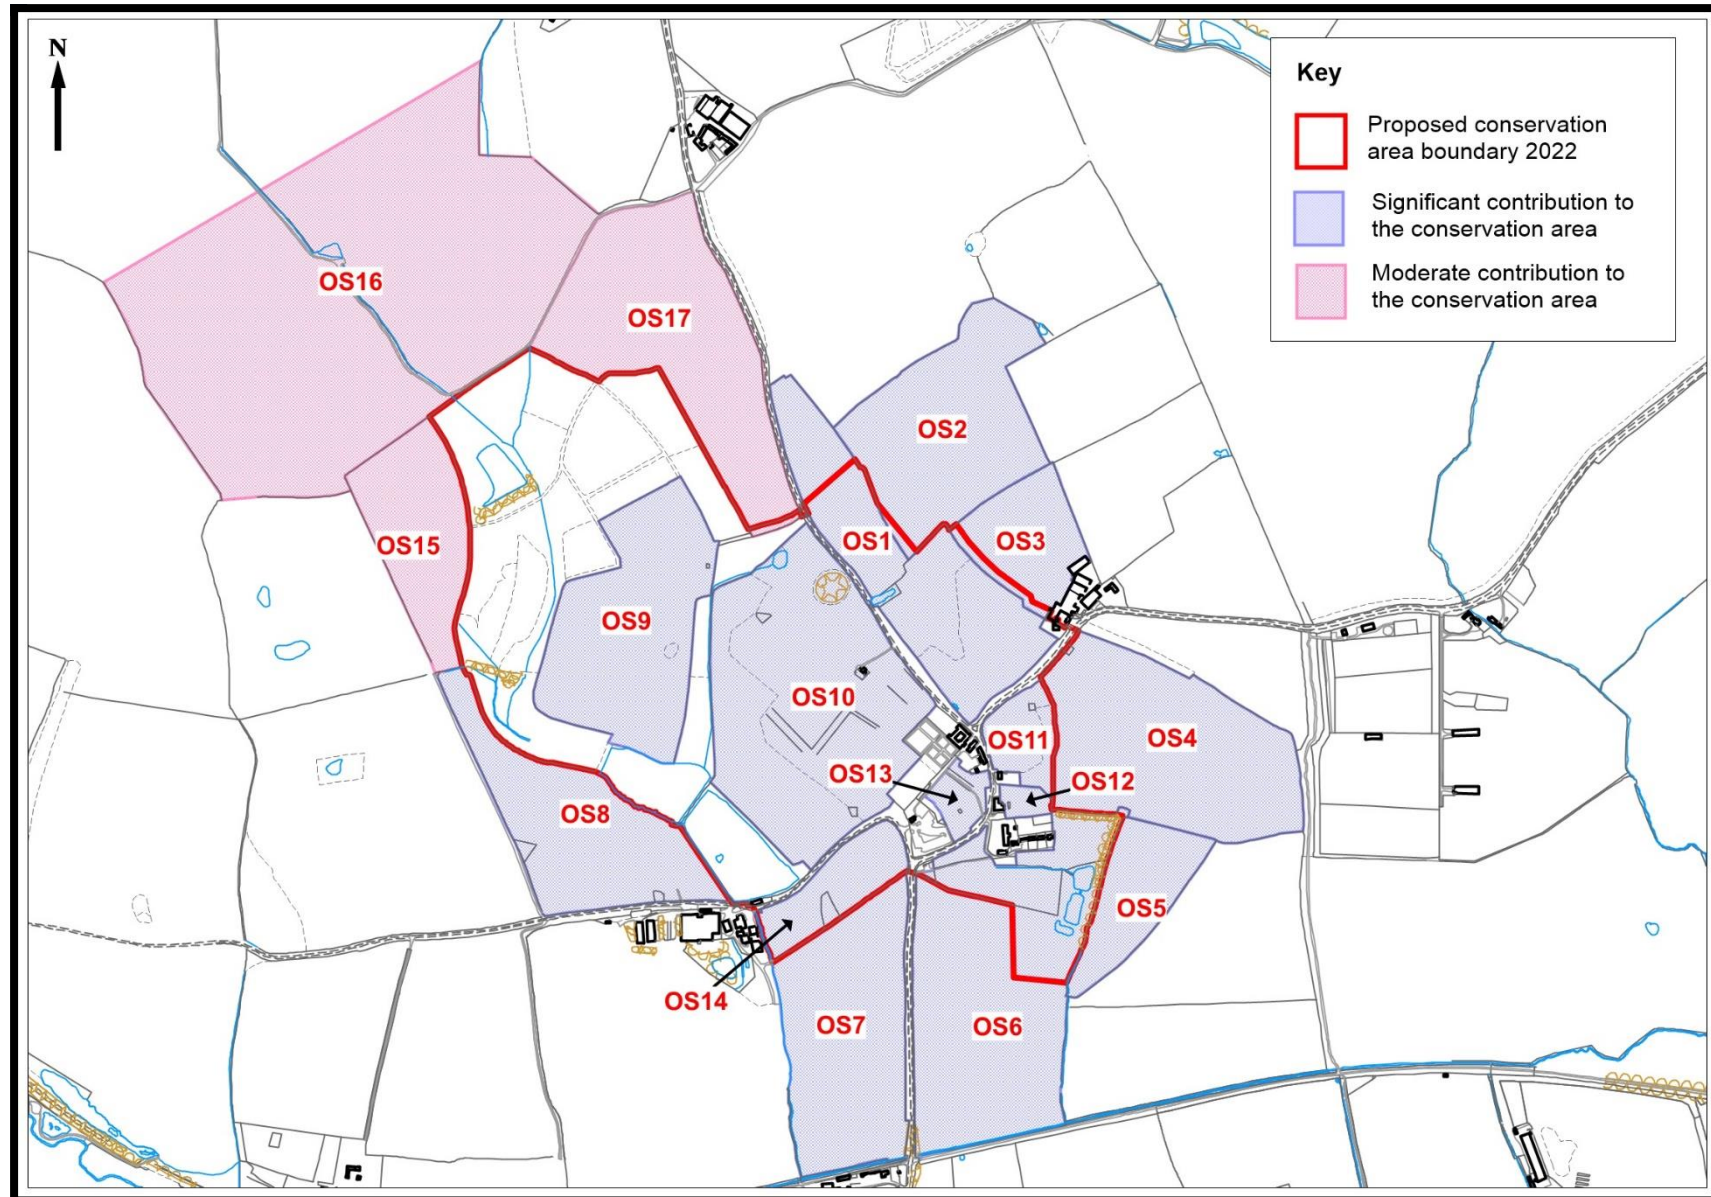 N
Key
Proposed conservation
area boundary 2022
Significant contribution to
the conservation area
Moderate contribution to
the conservation area
OS16
OS17
OS2
OS1
OS3
OS15
OS9
OS10
OS11
OS4
OS13
OS12
OS8
OS5
OS14
OS7
OS6